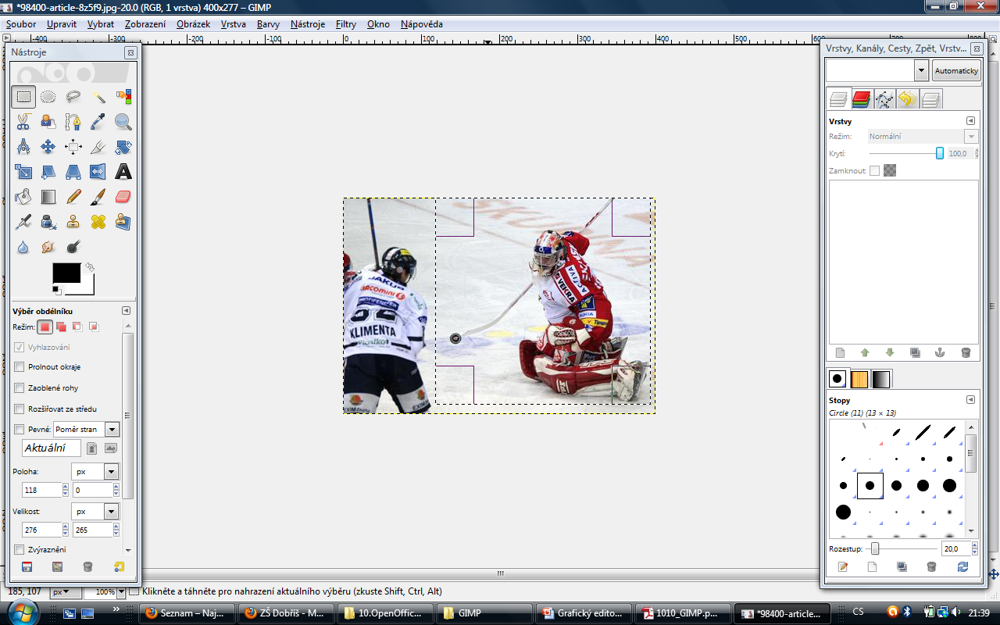 *98400-article-8z5f9.jpg-20.0 (RGB, 1 vrstva) 400x277 – GIMP
Soubor Upravit Vybrat Zobrazení Obrázek Vrstva Barvy Nástroje Filtry Okno Nápověda
-400 -300 -200 -100 0 100 200 300 400 500 600 700
Nástroje
Výběr obdélníku
Režim:
Vyhlazování
Prolnout okraje
Zaoblené rohy
Rozšiřovat ze středu
Pevné: Poměr stran
Aktuální
Poloha: px
118 0
Velikost: px
276 265
Zvýraznění
JAKUB
arcomini
62
KLIMENTA
ACTIVA
VEKRA
NOKIA
Vrstvy, Kanály, Cesty, Zpět, Vrstv...
Automaticky
Vrstvy
Režim: Normální
Krytí: 100,0
Zamknout:
Stopy
Circle (11) (13 × 13)
Rozestup: 20,0
185, 107 px 100% Klikněte a táhněte pro nahrazení aktuálního výběru (zkuste Shift, Ctrl, Alt)
Seznam – Naj... ZŠ Dobříš – M... 10.OpenOffic... GIMP Grafický edito... 1010_GIMP.p... *98400-article... CS 21:39